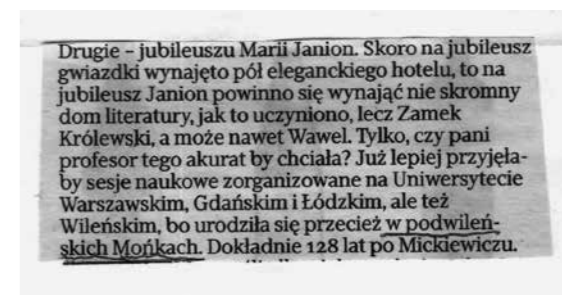 Drugie – jubileuszu Marii Janion. Skoro na jubileusz
gwiazdki wynajęto pół eleganckiego hotelu, to na
jubileusz Janion powinno się wynająć nie skromny
dom literatury, jak to uczyniono, lecz Zamek
Królewski, a może nawet Wawel. Tylko, czy pani
profesor tego akurat by chciała? Już lepiej przyjęła-
by sesje naukowe zorganizowane na Uniwersytecie
Warszawskim, Gdańskim i Łódzkim, ale też
Wileńskim, bo urodziła się przecież w podwileń-
skich Mońkach. Dokładnie 128 lat po Mickiewiczu.